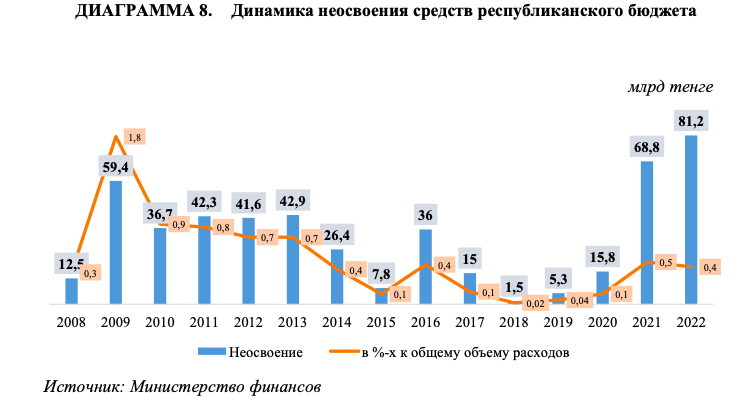 ДИАГРАММА 8. Динамика неосвоения средств республиканского бюджета
млрд тенге
12,5 59,4 36,7 42,3 41,6 42,9 26,4 7,8 36 15 1,5 5,3 15,8 68,8 81,2
0,3 1,8 0,9 0,8 0,7 0,7 0,4 0,1 0,4 0,1 0,02 0,04 0,1 0,5 0,4
2008 2009 2010 2011 2012 2013 2014 2015 2016 2017 2018 2019 2020 2021 2022
Неосвоение в %-х к общему объему расходов
Источник: Министерство финансов